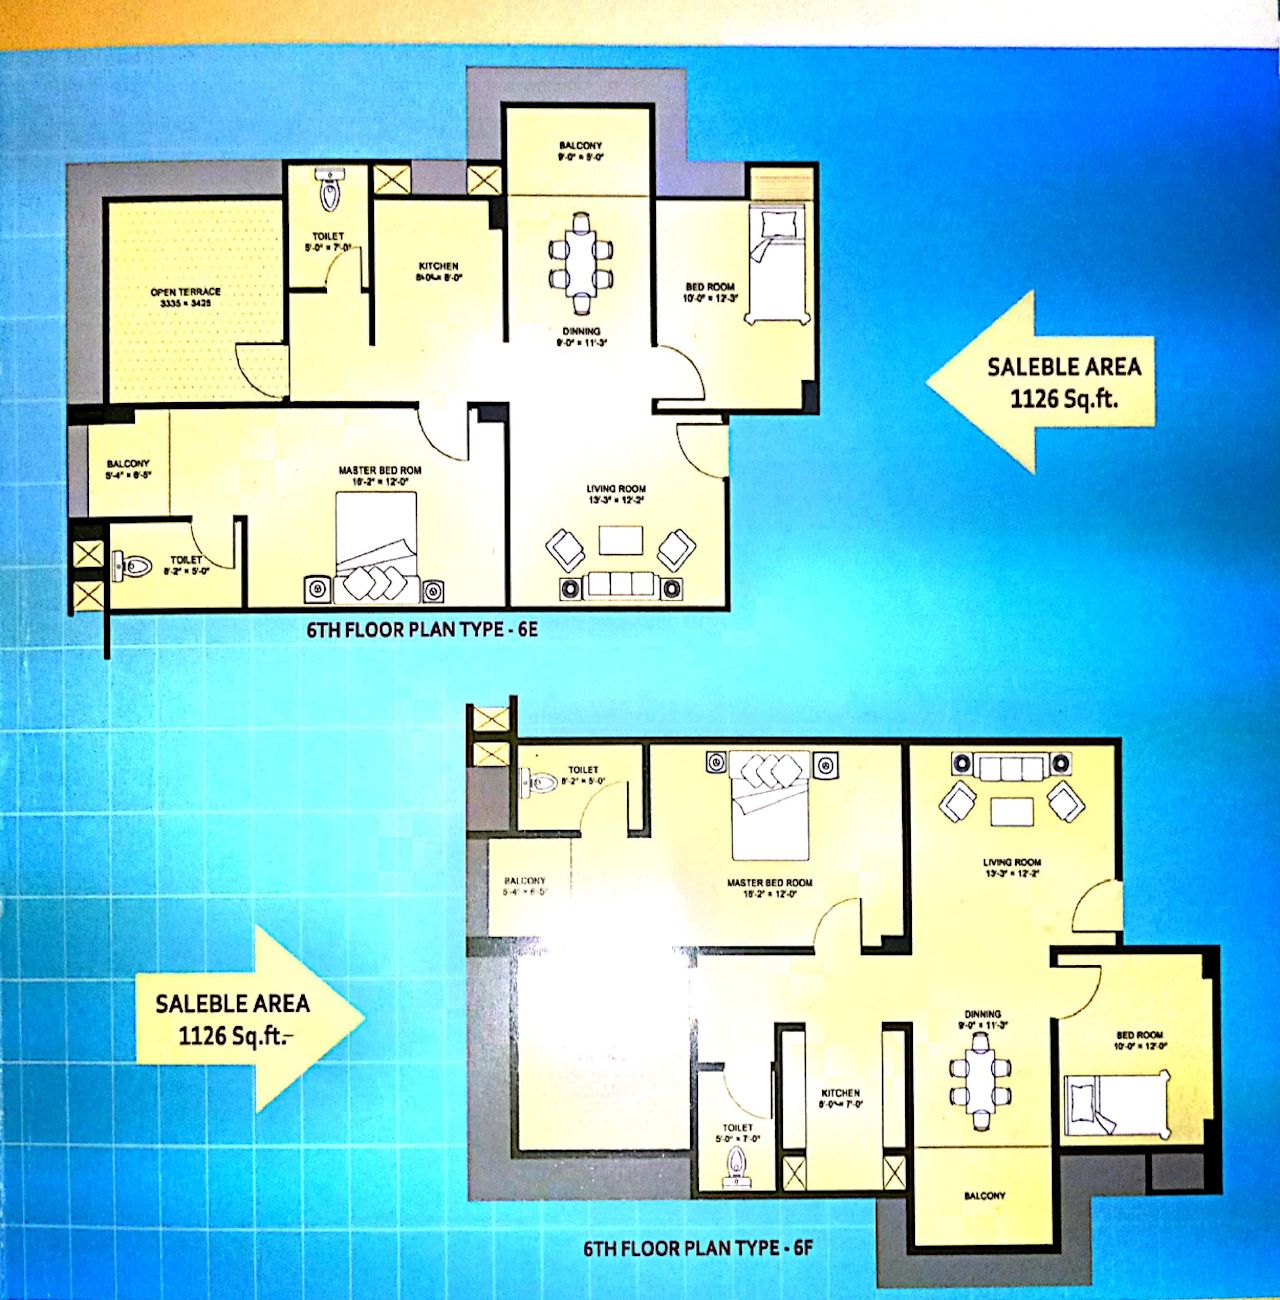 BALCONY
9'-0" × 5'-0"
TOILET
5'-0" × 7'-0"
KITCHEN
8'-0" × 8'-0"
OPEN TERRACE
3335 × 3425
BED ROOM
10'-0" × 12'-3"
DINNING
9'-0" × 11'-3"
SALEBLE AREA
1126 Sq.ft.
BALCONY
5'-4" × 6'-5"
MASTER BED ROM
16'-2" × 12'-0"
LIVING ROOM
13'-3" × 12'-2"
TOILET
8'-2" × 5'-0"
6TH FLOOR PLAN TYPE - 6E
TOILET
8'-2" × 5'-0"
LIVING ROOM
13'-3" × 12'-2"
BALCONY
5'-4" × 6'-5"
MASTER BED ROOM
16'-2" × 12'-0"
SALEBLE AREA
1126 Sq.ft.
DINNING
9'-0" × 11'-3"
BED ROOM
10'-0" × 12'-0"
KITCHEN
8'-0" × 7'-0"
TOILET
5'-0" × 7'-0"
BALCONY
6TH FLOOR PLAN TYPE - 6F